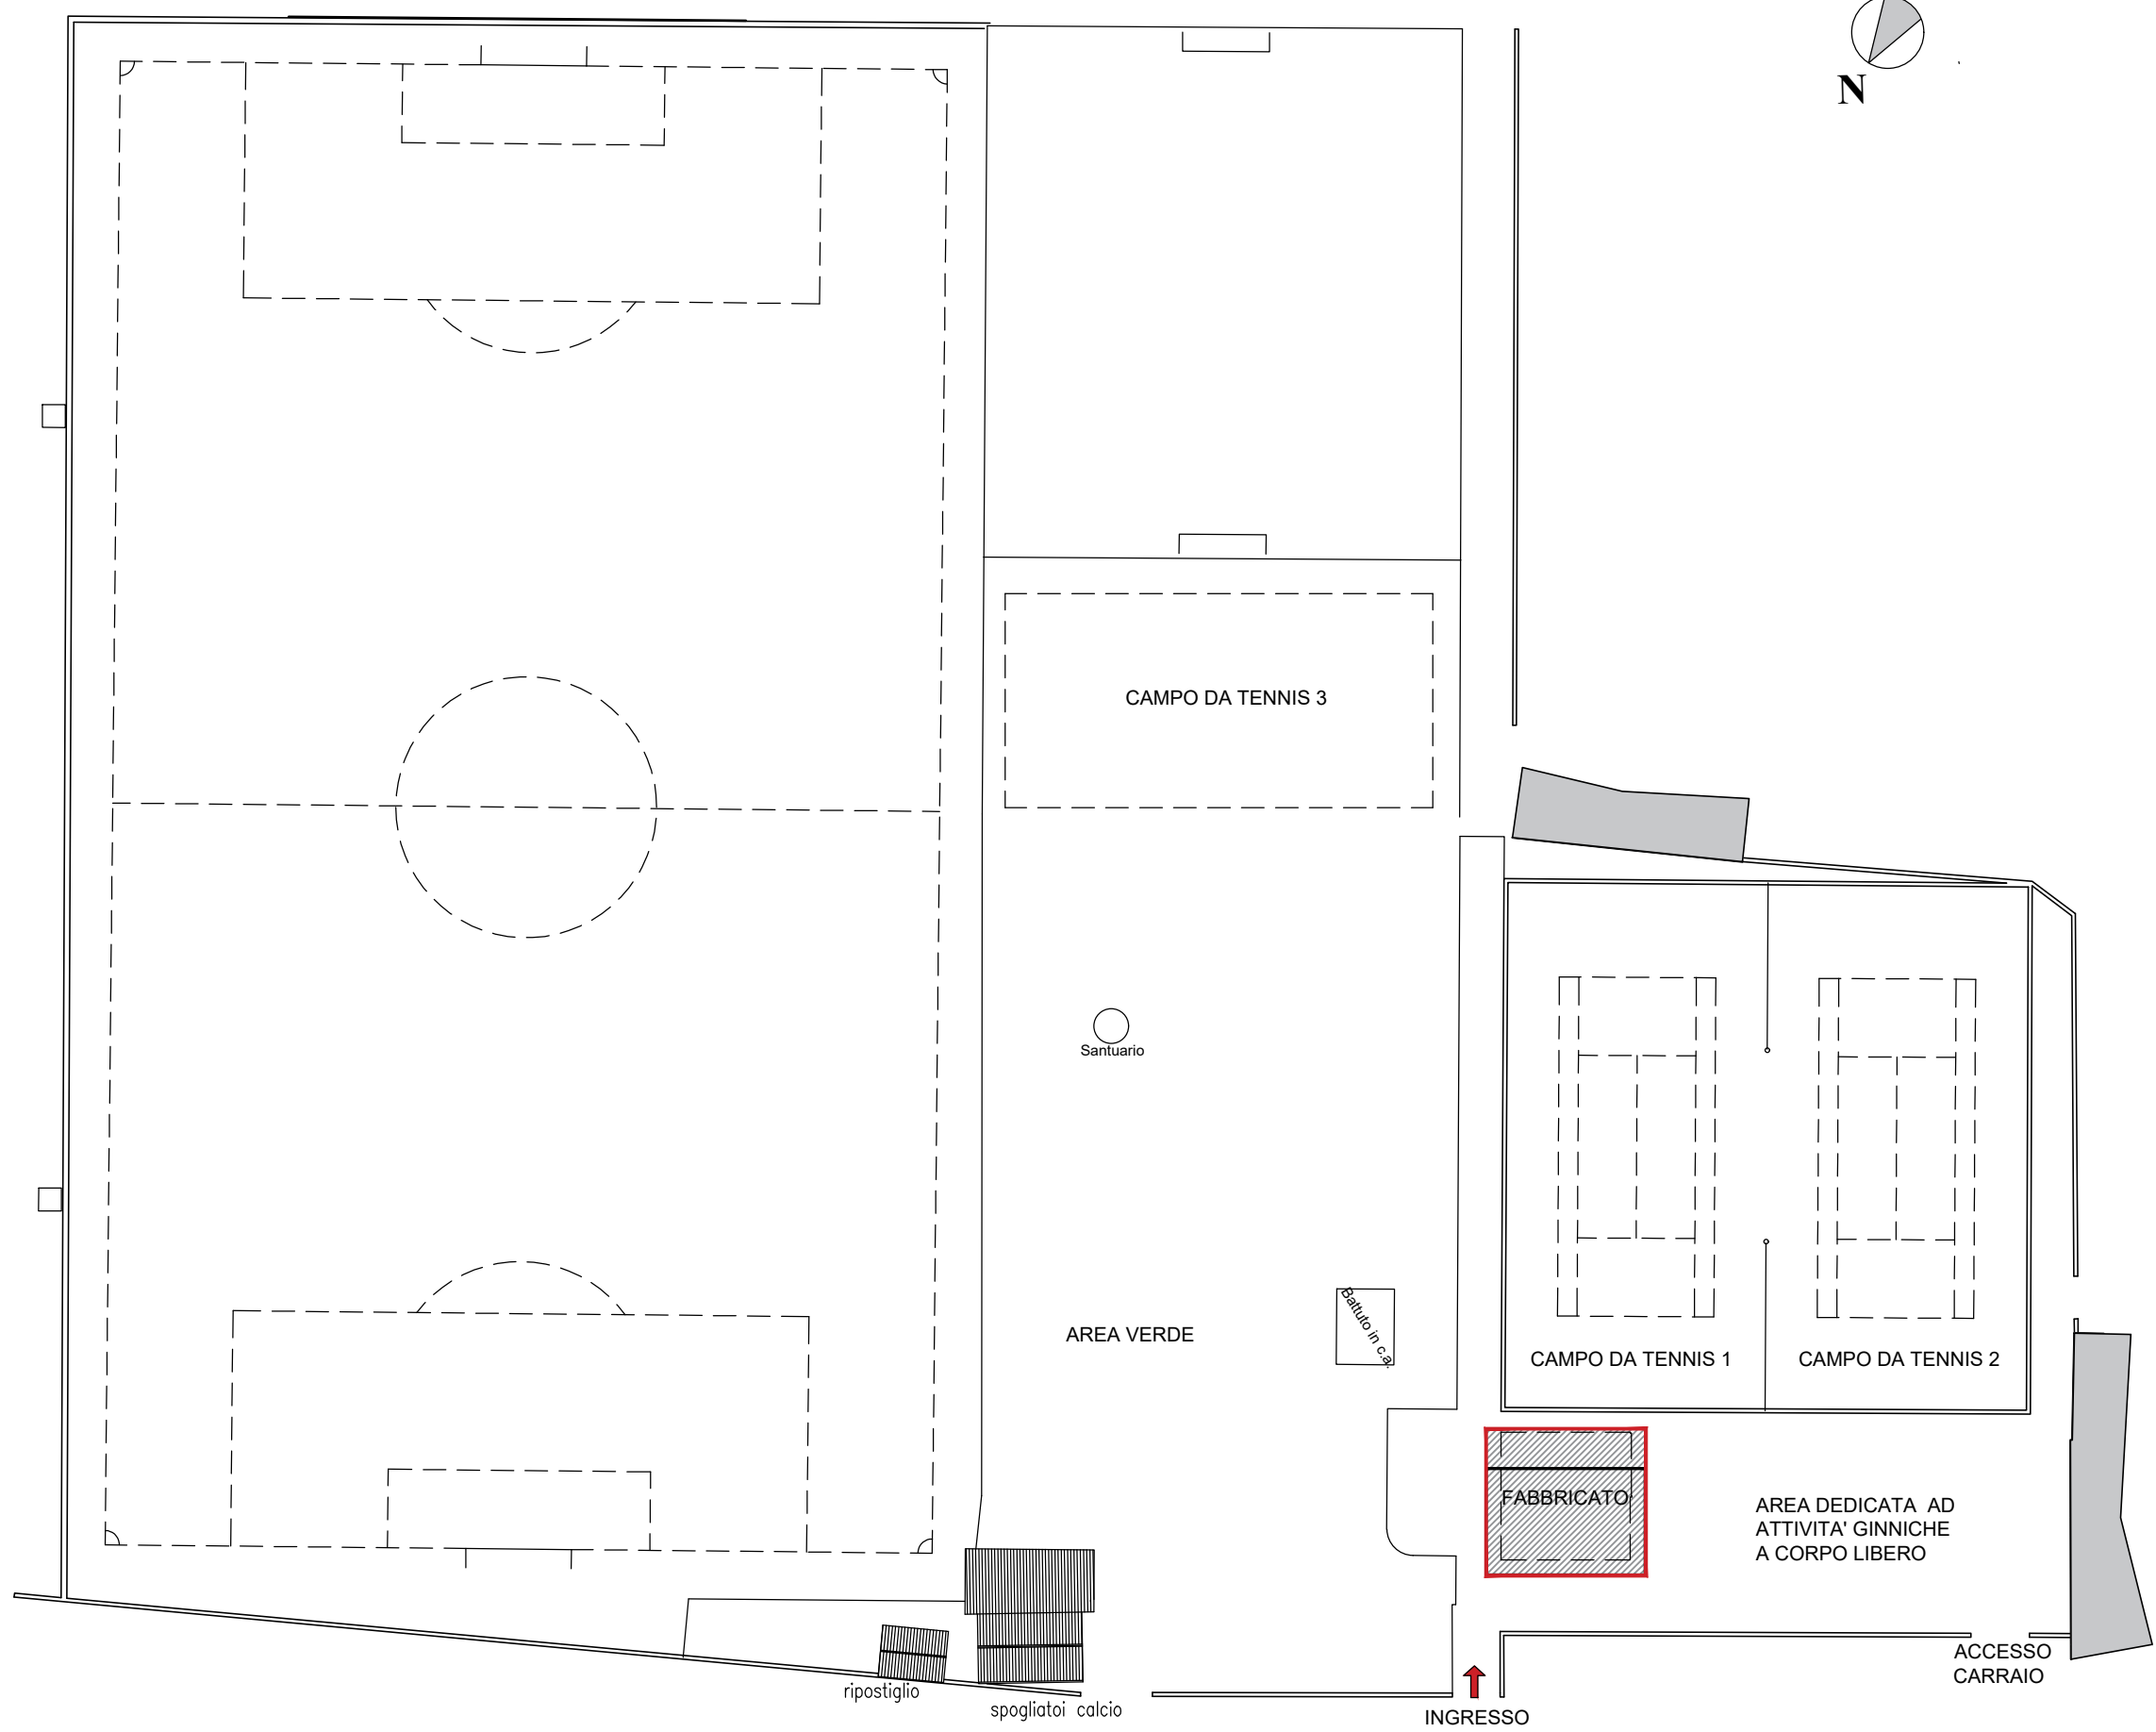 N
CAMPO DA TENNIS 3
Santuario
Battuto in c.a.
AREA VERDE
CAMPO DA TENNIS 1
CAMPO DA TENNIS 2
FABBRICATO
AREA DEDICATA AD
ATTIVITA' GINNICHE
A CORPO LIBERO
ACCESSO
CARRAIO
ripostiglio
spogliatoi calcio
INGRESSO